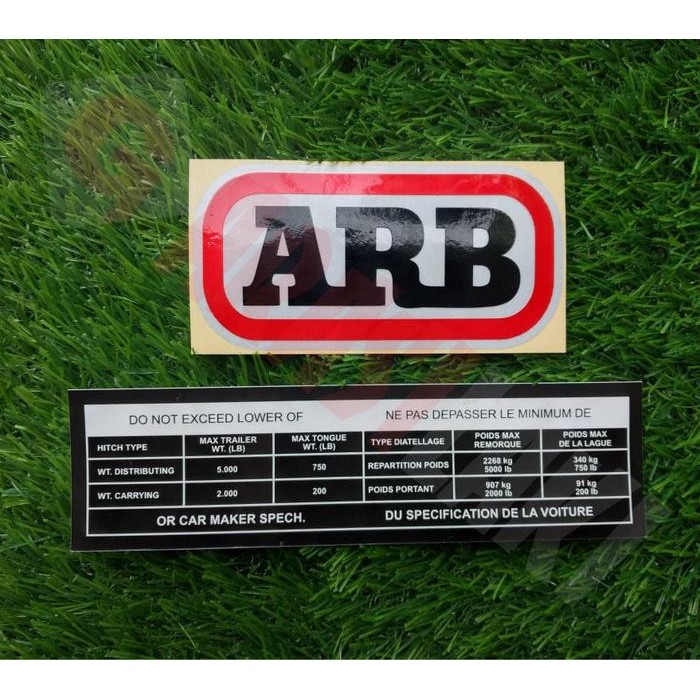 ARB
DO NOT EXCEED LOWER OF NE PAS DEPASSER LE MINIMUM DE
HITCH TYPE MAX TRAILER WT. (LB) MAX TONGUE WT. (LB) TYPE DIATELLAGE POIDS MAX REMORQUE POIDS MAX DE LA LAGUE
WT. DISTRIBUTING 5.000 750 REPARTITION POIDS 2268 kg 5000 lb 340 kg 750 lb
WT. CARRYING 2.000 200 POIDS PORTANT 907 kg 2000 lb 91 kg 200 lb
OR CAR MAKER SPECH. DU SPECIFICATION DE LA VOITURE